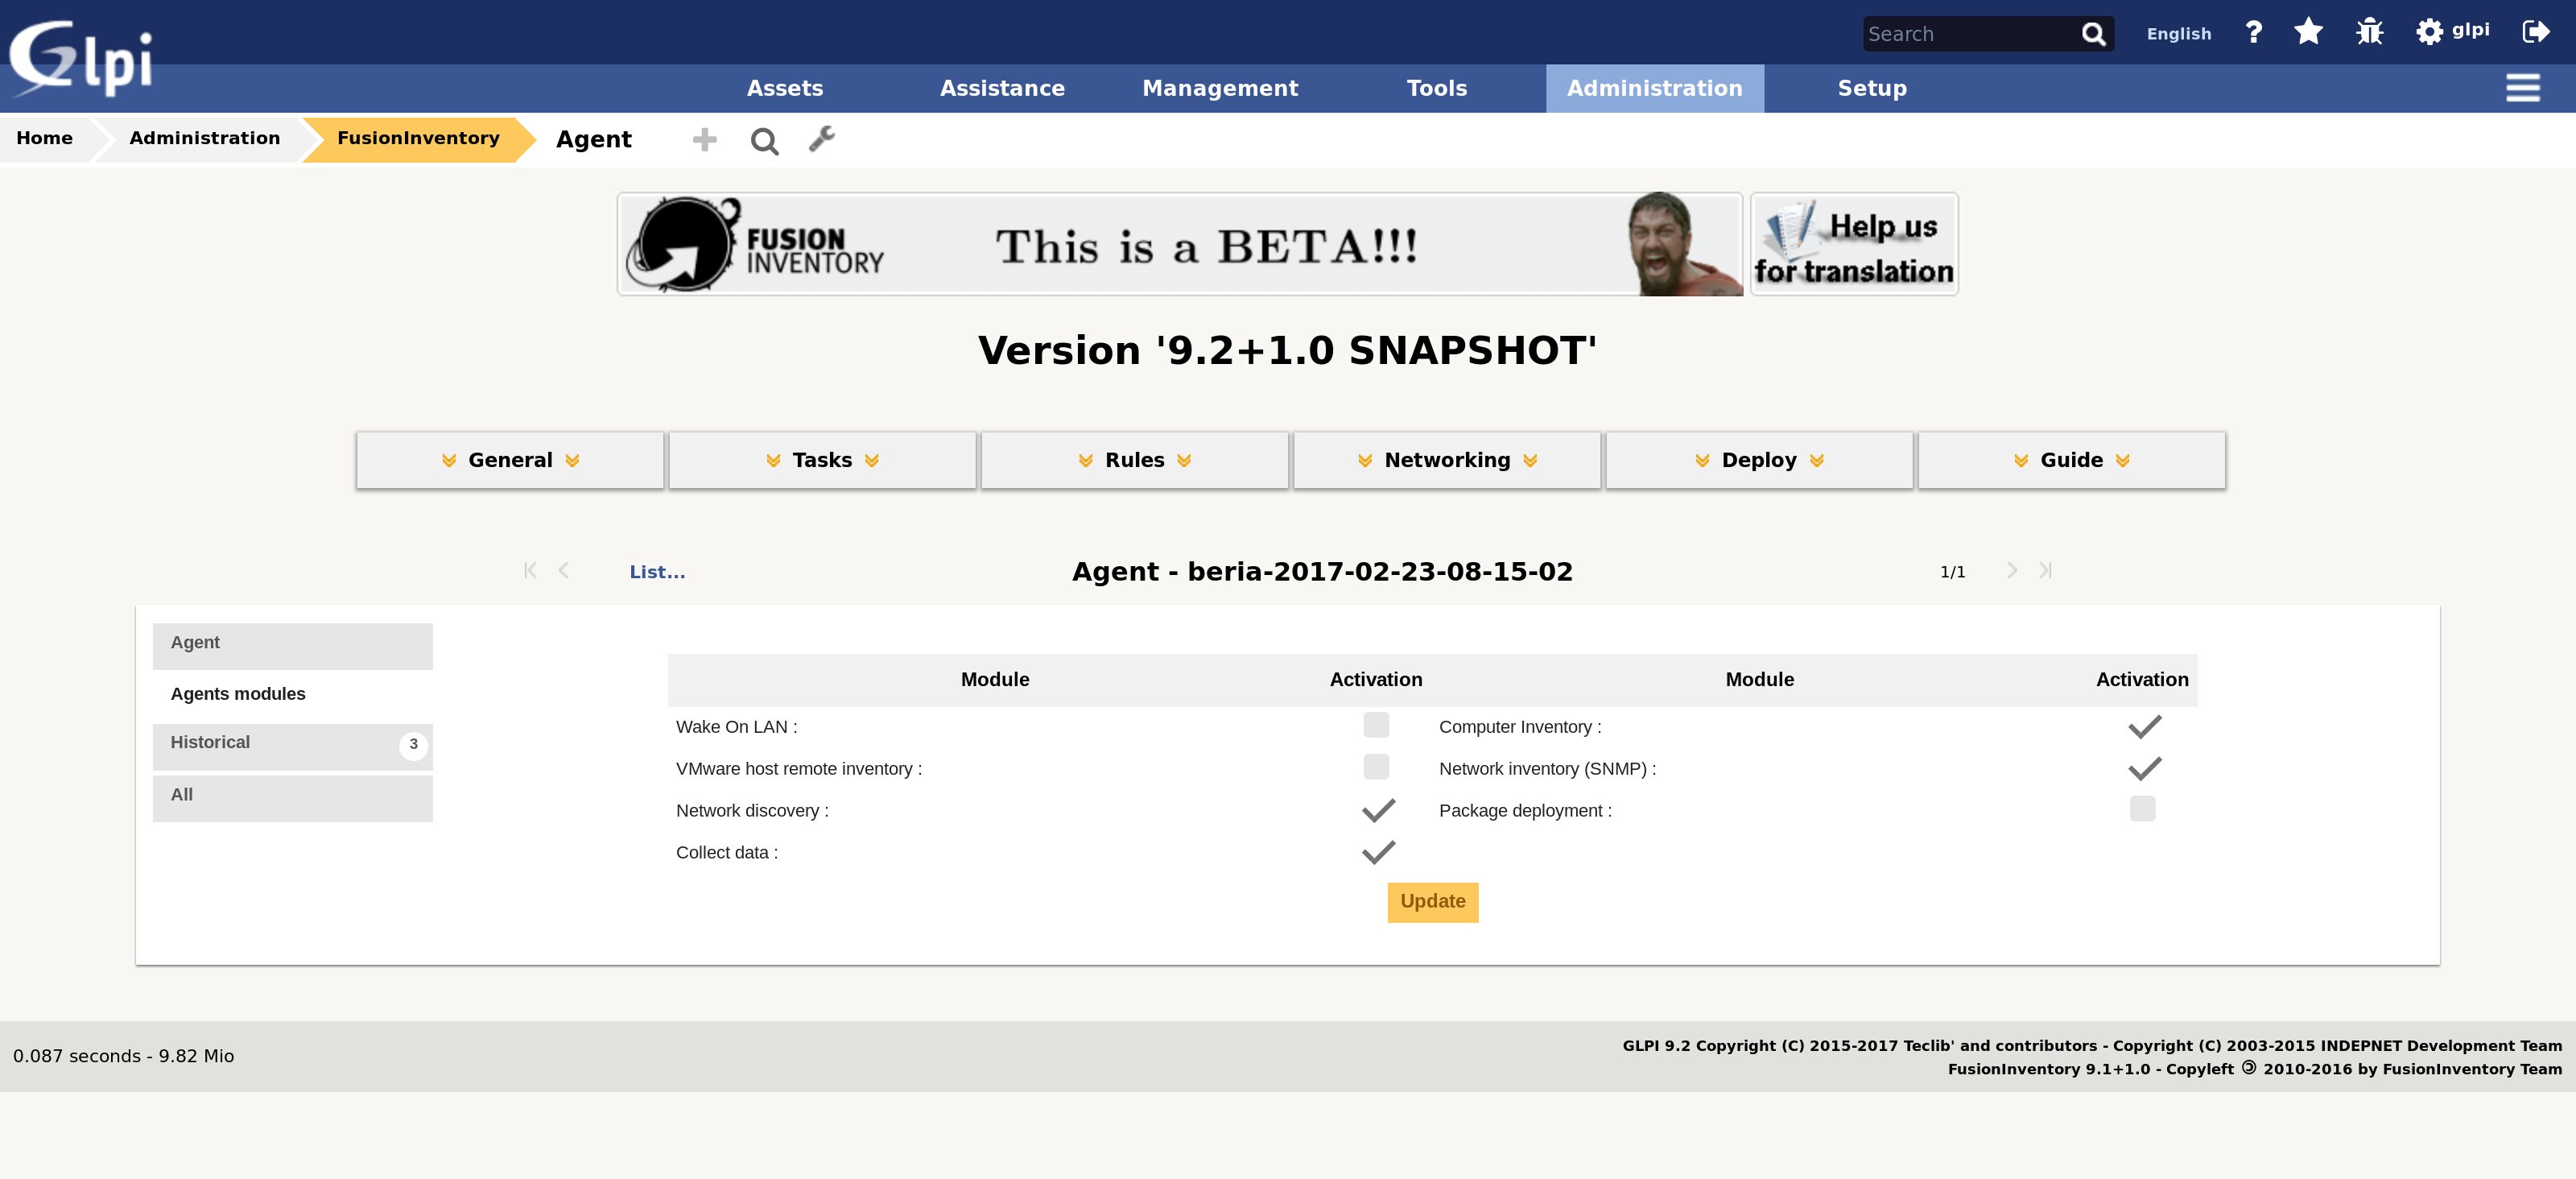 Glpi
Search
English
glpi
Assets Assistance Management Tools Administration Setup
Home Administration FusionInventory Agent
FUSION
INVENTORY
This is a BETA!!!
Help us
for translation
Version '9.2+1.0 SNAPSHOT'
General Tasks Rules Networking Deploy Guide
List... Agent - beria-2017-02-23-08-15-02 1/1
Agent
Agents modules
Historical 3
All
Module Activation Module Activation
Wake On LAN : Computer Inventory :
VMware host remote inventory : Network inventory (SNMP) :
Network discovery : Package deployment :
Collect data :
Update
0.087 seconds - 9.82 Mio
GLPI 9.2 Copyright (C) 2015-2017 Teclib' and contributors - Copyright (C) 2003-2015 INDEPNET Development Team
FusionInventory 9.1+1.0 - Copyleft 🄯 2010-2016 by FusionInventory Team